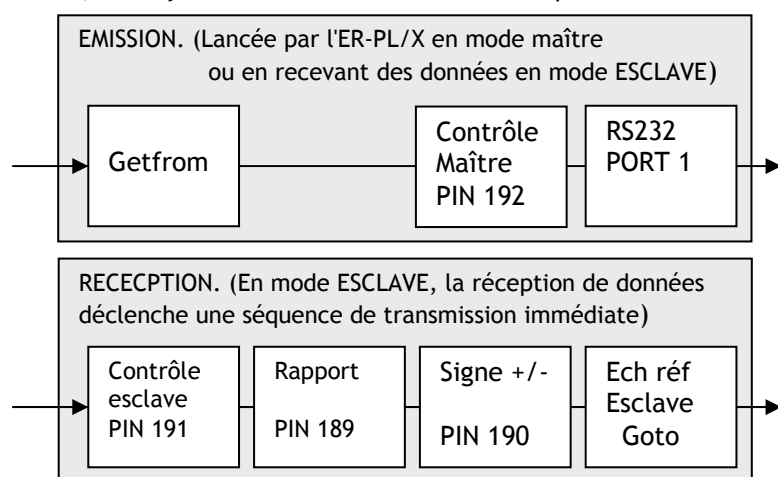 EMISSION. (Lancée par l'ER-PL/X en mode maître
ou en recevant des données en mode ESCLAVE)
Getfrom
Contrôle
Maître
PIN 192
RS232
PORT 1
RECECPTION. (En mode ESCLAVE, la réception de données
déclenche une séquence de transmission immédiate)
Contrôle
esclave
PIN 191
Rapport
PIN 189
Signe +/-
PIN 190
Ech réf
Esclave
Goto